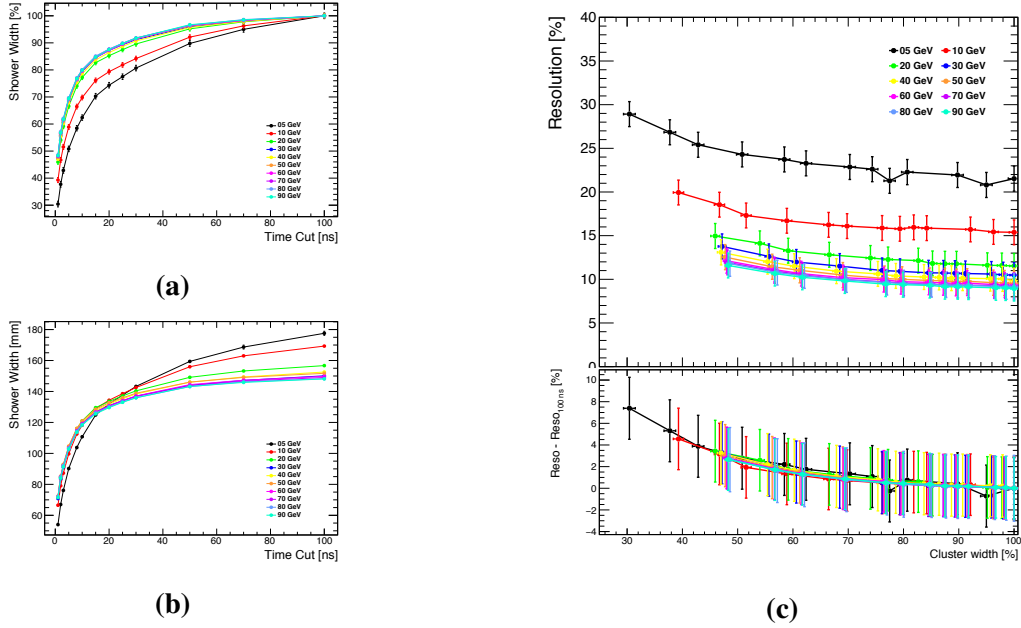 Shower Width [%]
100
90
80
70
60
50
40
30
05 GeV
10 GeV
20 GeV
30 GeV
40 GeV
50 GeV
60 GeV
70 GeV
80 GeV
90 GeV
0 20 40 60 80 100
Time Cut [ns]
(a)
Shower Width [mm]
180
160
140
120
100
80
60
05 GeV
10 GeV
20 GeV
30 GeV
40 GeV
50 GeV
60 GeV
70 GeV
80 GeV
90 GeV
0 20 40 60 80 100
Time Cut [ns]
(b)
Resolution [%]
40
35
30
25
20
15
10
5
0
05 GeV 10 GeV
20 GeV 30 GeV
40 GeV 50 GeV
60 GeV 70 GeV
80 GeV 90 GeV
Reso - Reso100 ns [%]
10
8
6
4
2
0
−2
−4
30 40 50 60 70 80 90 100
Cluster width [%]
(c)